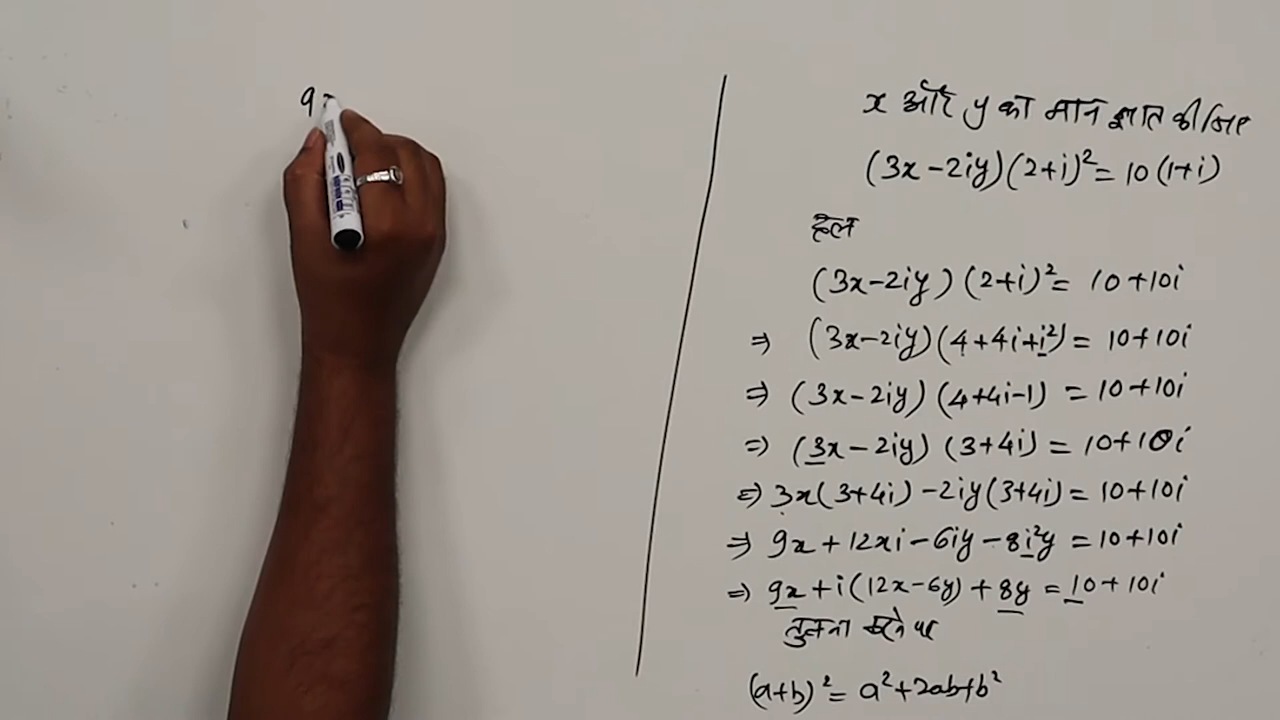 9x
x और y का मान ज्ञात कीजिए
(3x-2iy)(2+i)²= 10(1+i)
हल
(3x-2iy)(2+i)²= 10+10i
⇒ (3x-2iy)(4+4i+i²) = 10+10i
⇒ (3x-2iy)(4+4i-1) = 10+10i
⇒ (3x-2iy)(3+4i) = 10+10i
⇒ 3x(3+4i)-2iy(3+4i) = 10+10i
⇒ 9x+12xi-6iy-8i²y = 10+10i
⇒ 9x+i(12x-6y)+8y = 10+10i
तुलना करने पर
(a+b)²= a²+2ab+b²